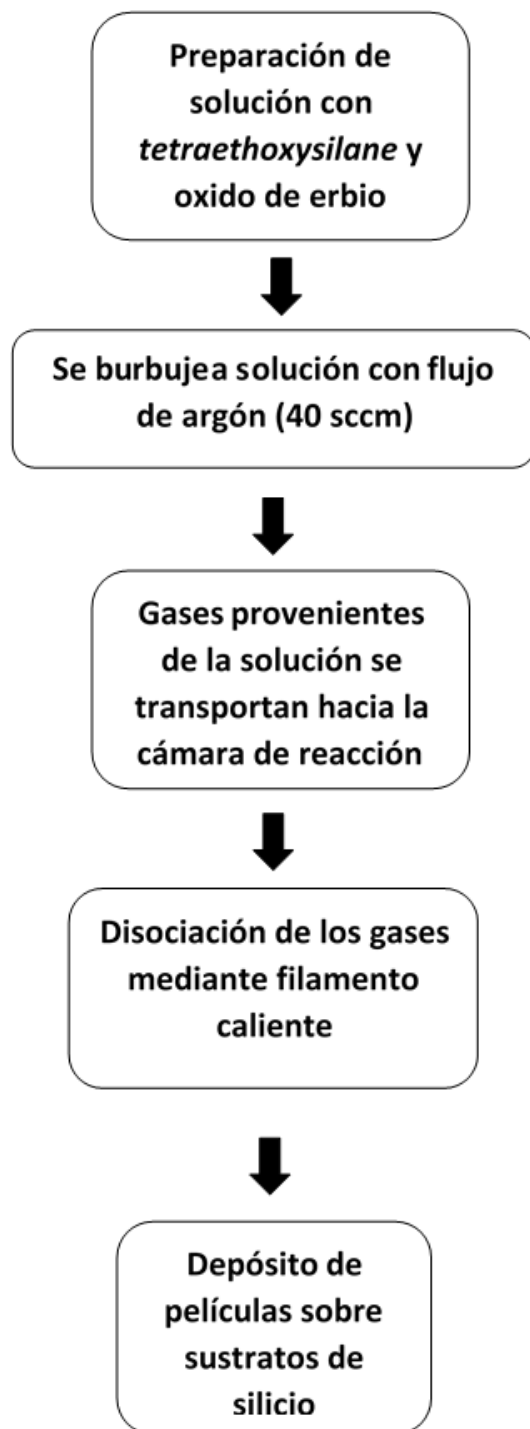 Preparación de
solución con
tetraethoxysilane y
oxido de erbio
Se burbujea solución con flujo
de argón (40 sccm)
Gases provenientes
de la solución se
transportan hacia la
cámara de reacción
Disociación de los gases
mediante filamento
caliente
Depósito de
películas sobre
sustratos de
silicio